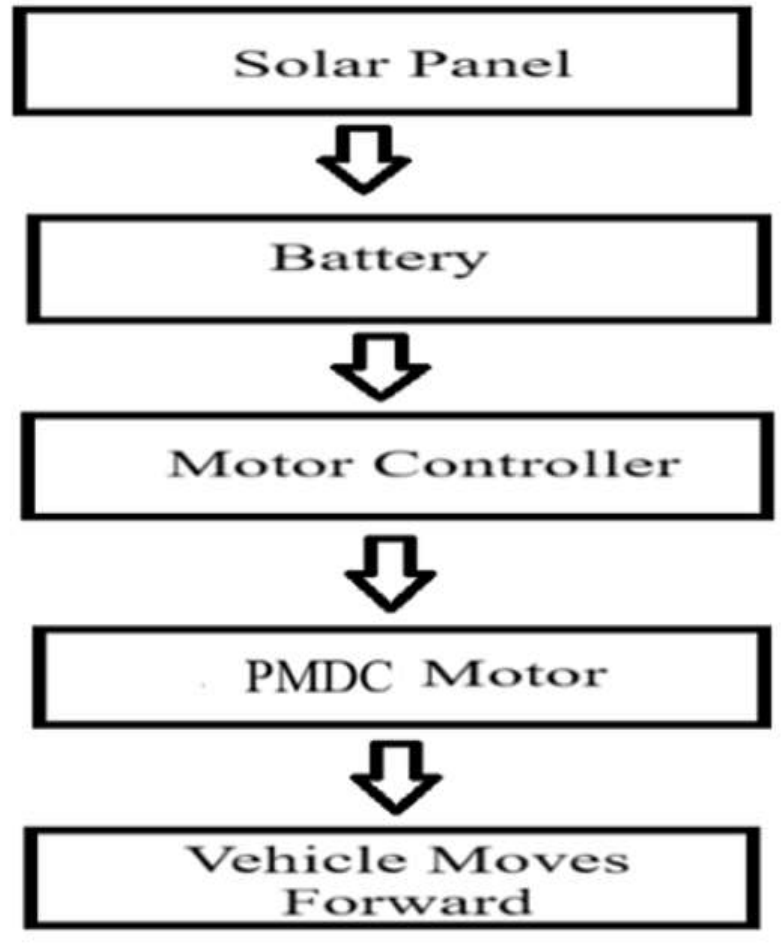 Solar Panel
Battery
Motor Controller
PMDC Motor
Vehicle Moves
Forward